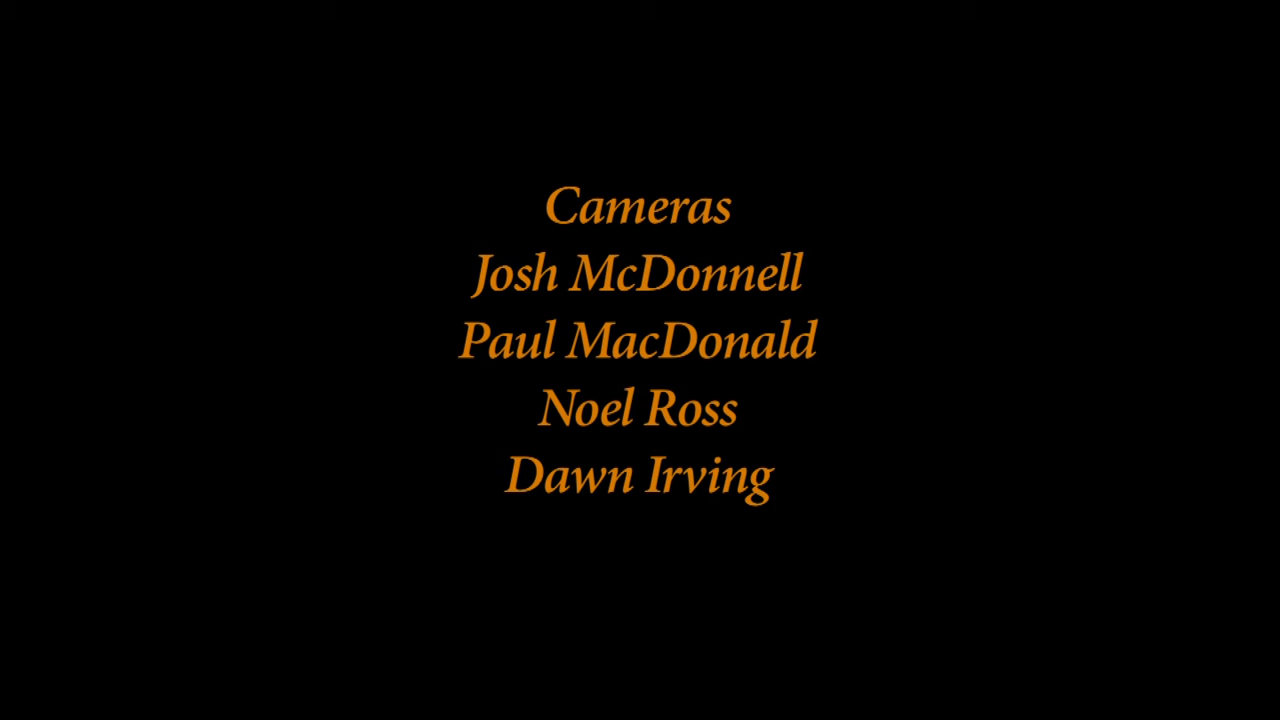 Cameras
Josh McDonnell
Paul MacDonald
Noel Ross
Dawn Irving